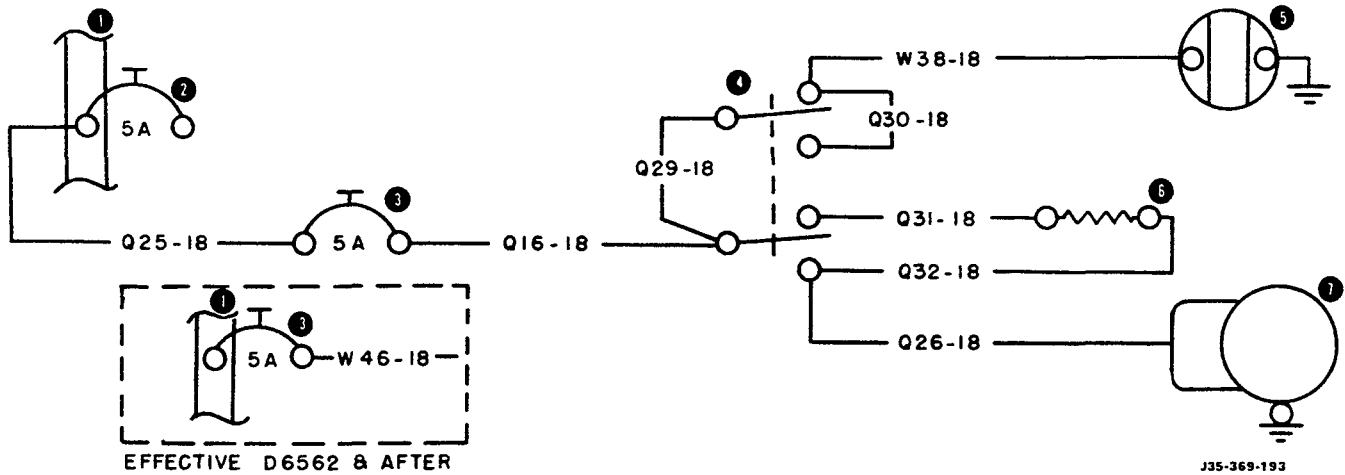 1
W38-18
5
2
4
5A
Q30-18
Q29-18
6
3
Q31-18
Q25-18
5A
Q16-18
Q32-18
1
3
7
5A
W46-18
Q26-18
EFFECTIVE D6562 & AFTER
J35-369-193